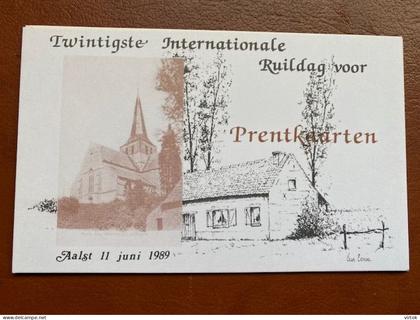 Twintigste Internationale
Ruildag voor
Prentkaarten
Aalst 11 juni 1989